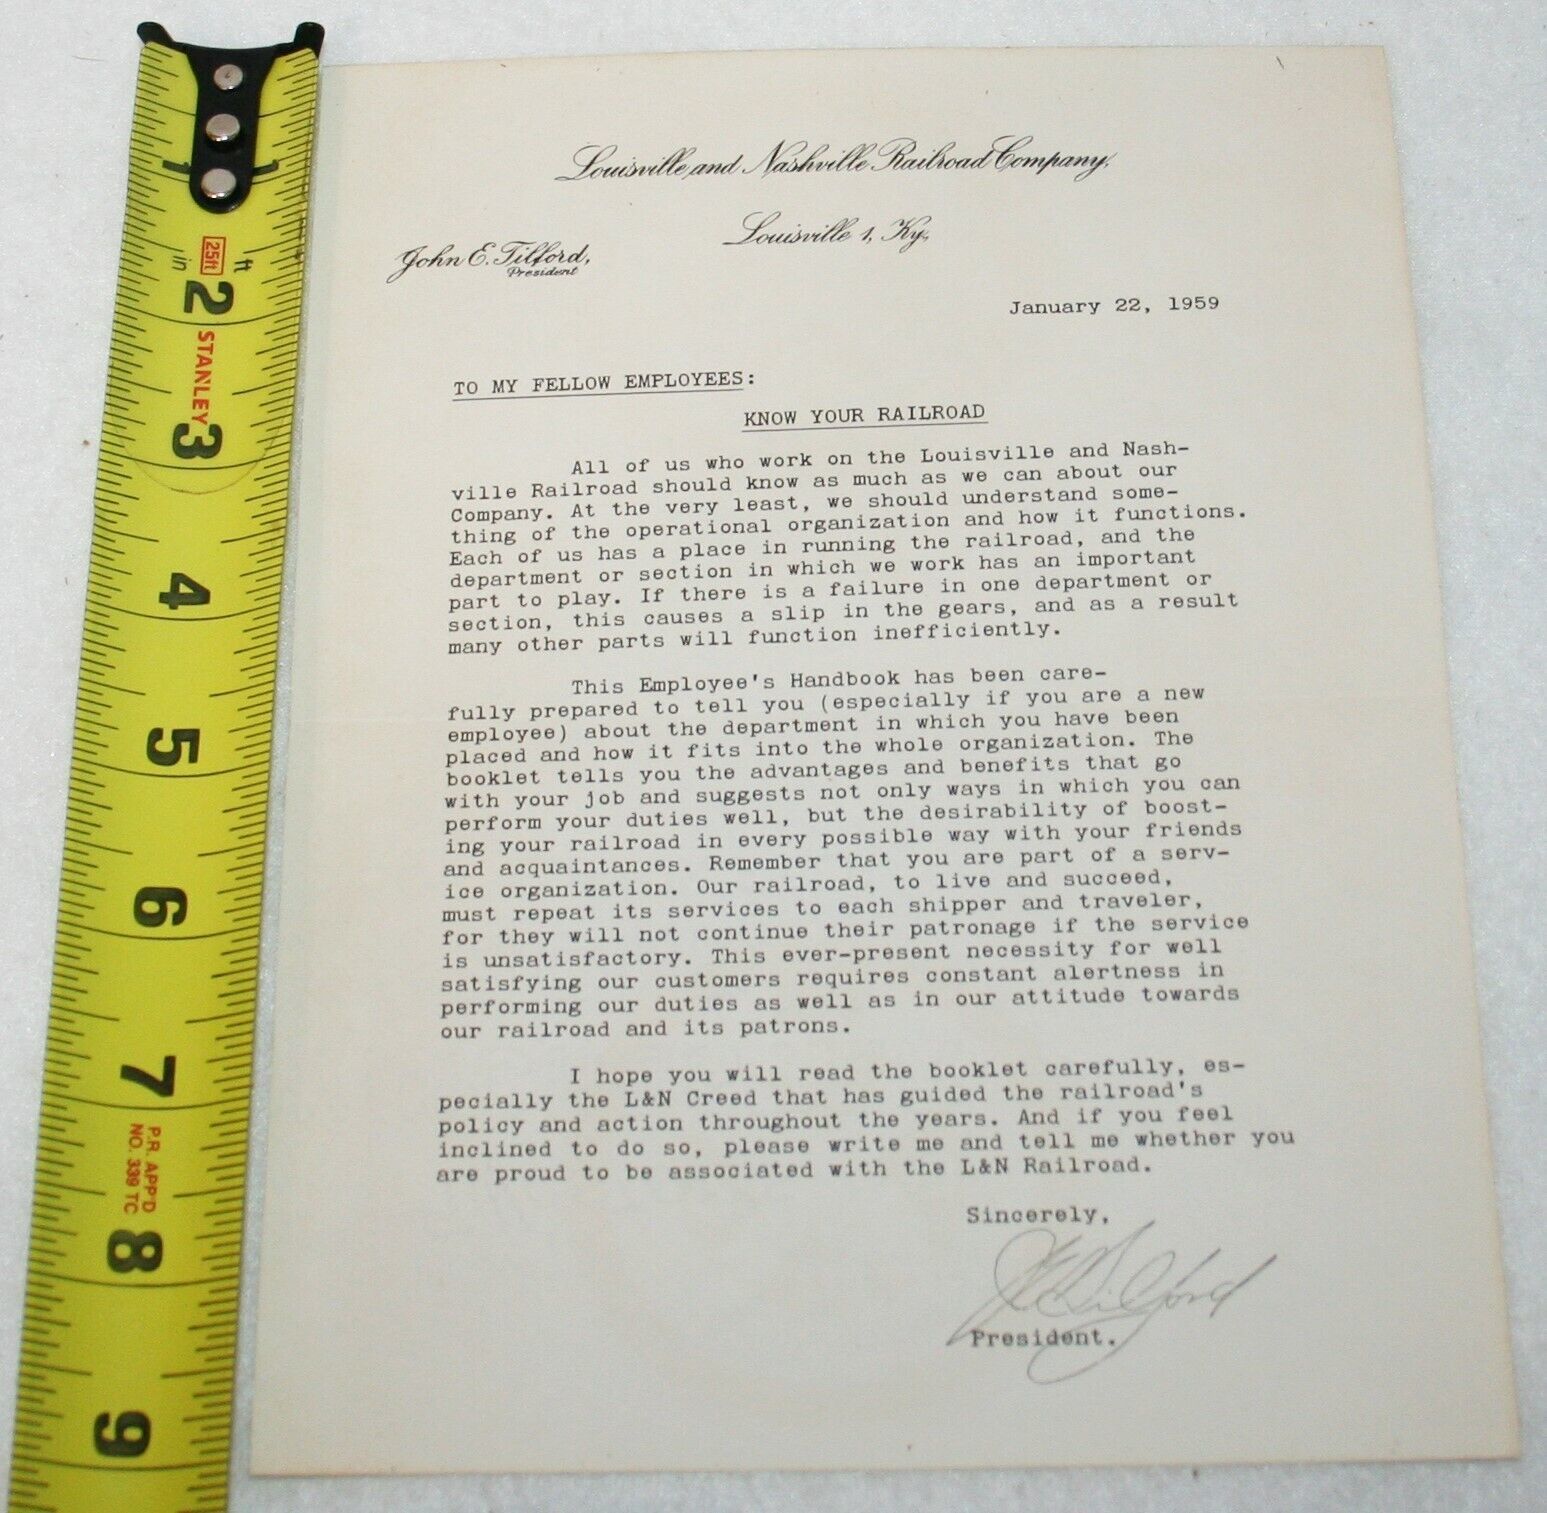 Louisville and Nashville Railroad Company,
Louisville 1, Ky.
John E. Tilford,
President
January 22, 1959
TO MY FELLOW EMPLOYEES:
KNOW YOUR RAILROAD
All of us who work on the Louisville and Nash-
ville Railroad should know as much as we can about our
Company. At the very least, we should understand some-
thing of the operational organization and how it functions.
Each of us has a place in running the railroad, and the
department or section in which we work has an important
part to play. If there is a failure in one department or
section, this causes a slip in the gears, and as a result
many other parts will function inefficiently.
This Employee's Handbook has been care-
fully prepared to tell you (especially if you are a new
employee) about the department in which you have been
placed and how it fits into the whole organization. The
booklet tells you the advantages and benefits that go
with your job and suggests not only ways in which you can
perform your duties well, but the desirability of boost-
ing your railroad in every possible way with your friends
and acquaintances. Remember that you are part of a serv-
ice organization. Our railroad, to live and succeed,
must repeat its services to each shipper and traveler,
for they will not continue their patronage if the service
is unsatisfactory. This ever-present necessity for well
satisfying our customers requires constant alertness in
performing our duties as well as in our attitude towards
our railroad and its patrons.
I hope you will read the booklet carefully, es-
pecially the L&N Creed that has guided the railroad's
policy and action throughout the years. And if you feel
inclined to do so, please write me and tell me whether you
are proud to be associated with the L&N Railroad.
Sincerely,
J E Tilford
President.
1
in
25ft
ft
2
STANLEY
3
4
5
6
7
P.R. APP'D
NO. 339 TC
8
9